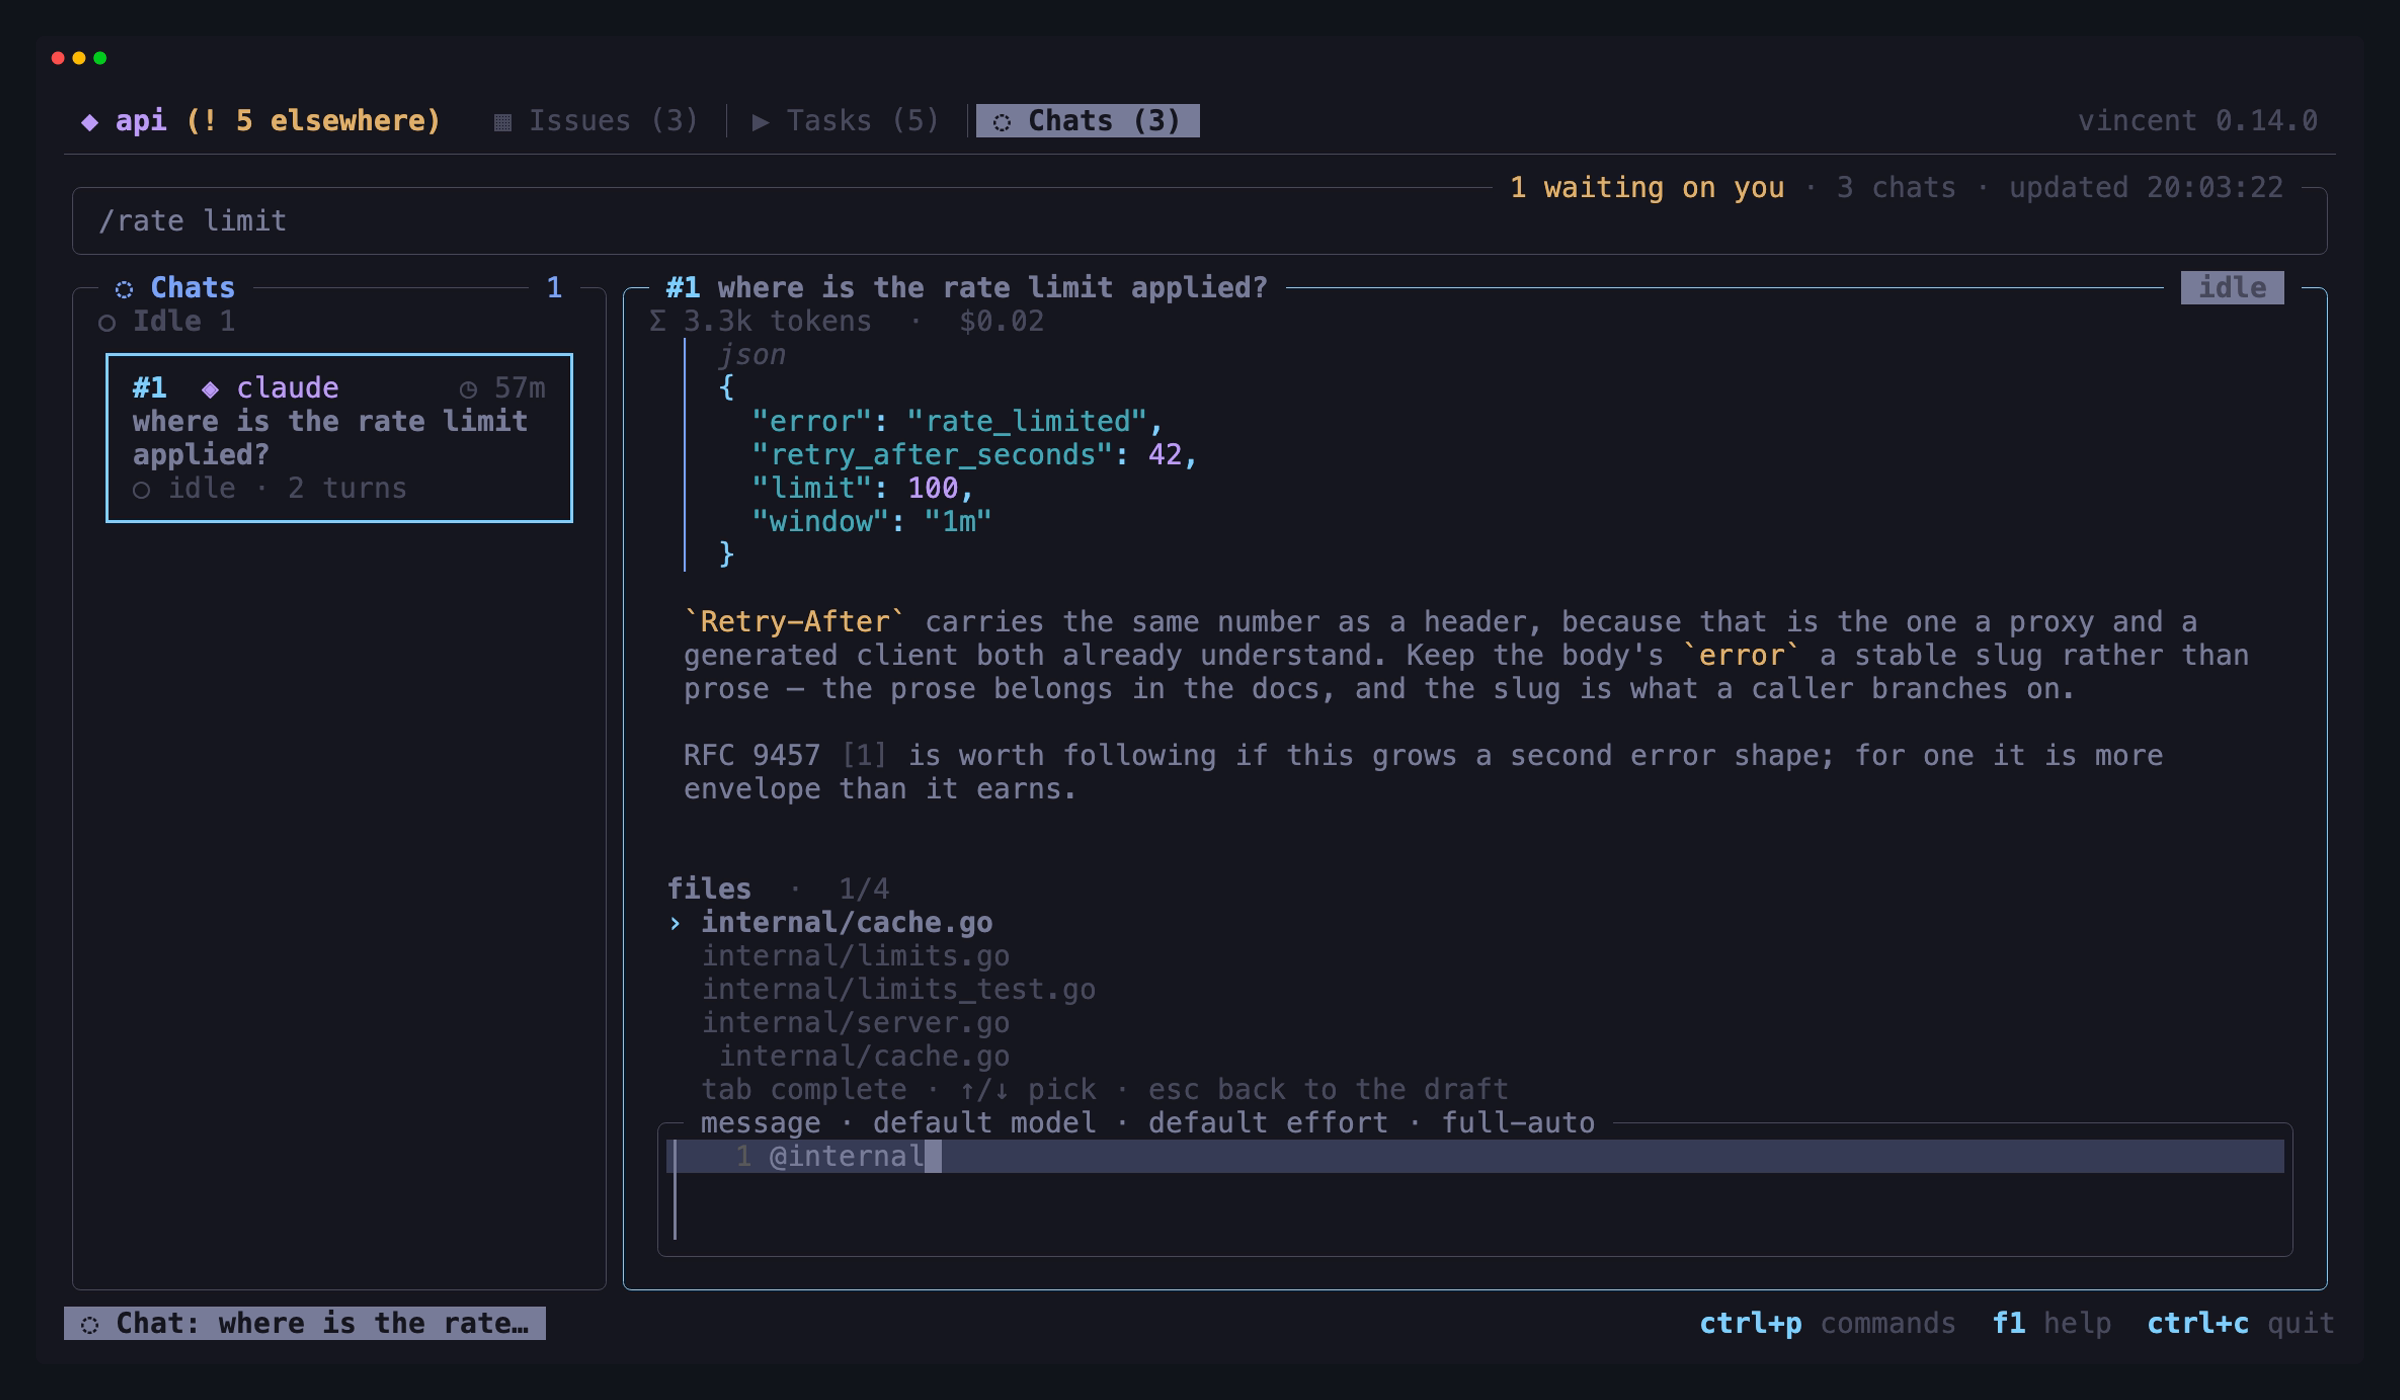 ◆ api (! 5 elsewhere) ▦ Issues (3) ▶ Tasks (5) ◌ Chats (3) vincent 0.14.0
1 waiting on you · 3 chats · updated 20:03:22
/rate limit
◌ Chats 1
○ Idle 1
#1 ◈ claude ◷ 57m
where is the rate limit
applied?
○ idle · 2 turns
#1 where is the rate limit applied? idle
Σ 3.3k tokens · $0.02
json
{
"error": "rate_limited",
"retry_after_seconds": 42,
"limit": 100,
"window": "1m"
}
`Retry-After` carries the same number as a header, because that is the one a proxy and a
generated client both already understand. Keep the body's `error` a stable slug rather than
prose — the prose belongs in the docs, and the slug is what a caller branches on.
RFC 9457 [1] is worth following if this grows a second error shape; for one it is more
envelope than it earns.
files · 1/4
› internal/cache.go
internal/limits.go
internal/limits_test.go
internal/server.go
internal/cache.go
tab complete · ↑/↓ pick · esc back to the draft
message · default model · default effort · full-auto
1 @internal
◌ Chat: where is the rate… ctrl+p commands f1 help ctrl+c quit